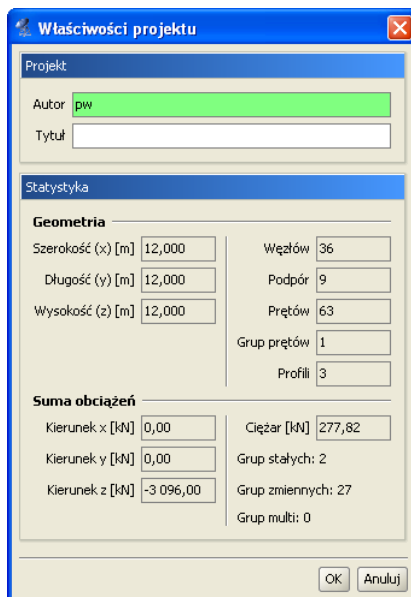 Właściwości projektu
Projekt
Autor pw
Tytuł
Statystyka
Geometria
Szerokość (x) [m] 12,000
Długość (y) [m] 12,000
Wysokość (z) [m] 12,000
Węzłów 36
Podpór 9
Prętów 63
Grup prętów 1
Profili 3
Suma obciążeń
Kierunek x [kN] 0,00
Kierunek y [kN] 0,00
Kierunek z [kN] -3 096,00
Ciężar [kN] 277,82
Grup stałych: 2
Grup zmiennych: 27
Grup multi: 0
OK Anuluj